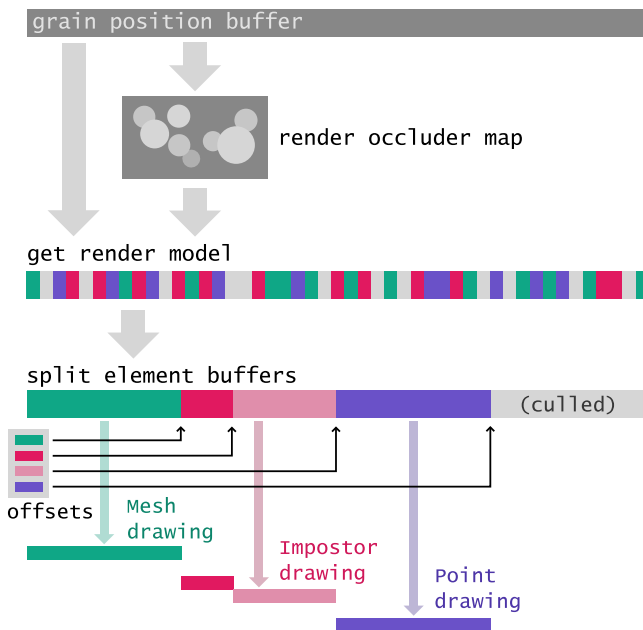 grain position buffer
render occluder map
get render model
split element buffers
(culled)
offsets
Mesh
drawing
Impostor
drawing
Point
drawing